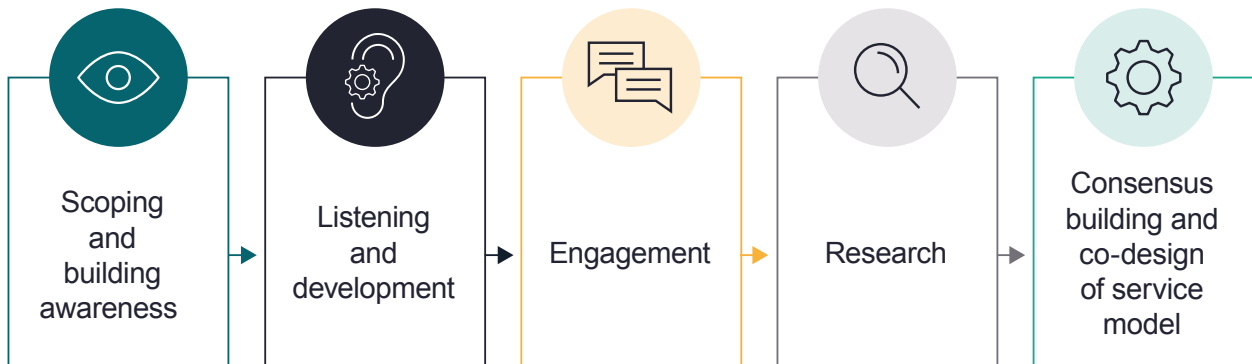 Scoping
and
building
awareness
Listening
and
development
Engagement
Research
Consensus
building and
co-design
of service
model